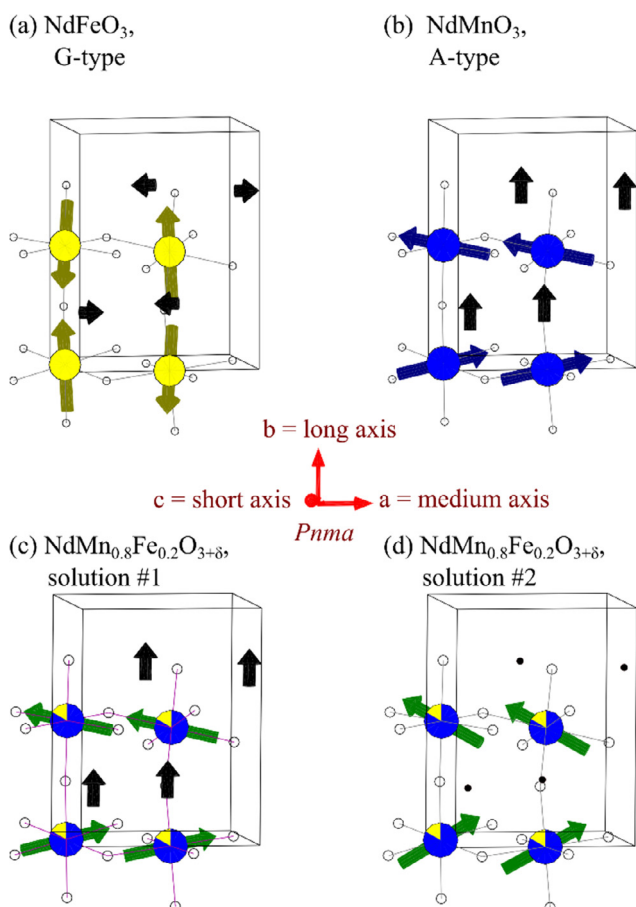 (a) NdFeO₃,
G-type
(b) NdMnO₃,
A-type
b = long axis
c = short axis
a = medium axis
Pnma
(c) NdMn₀.₈Fe₀.₂O₃₊δ,
solution #1
(d) NdMn₀.₈Fe₀.₂O₃₊δ,
solution #2